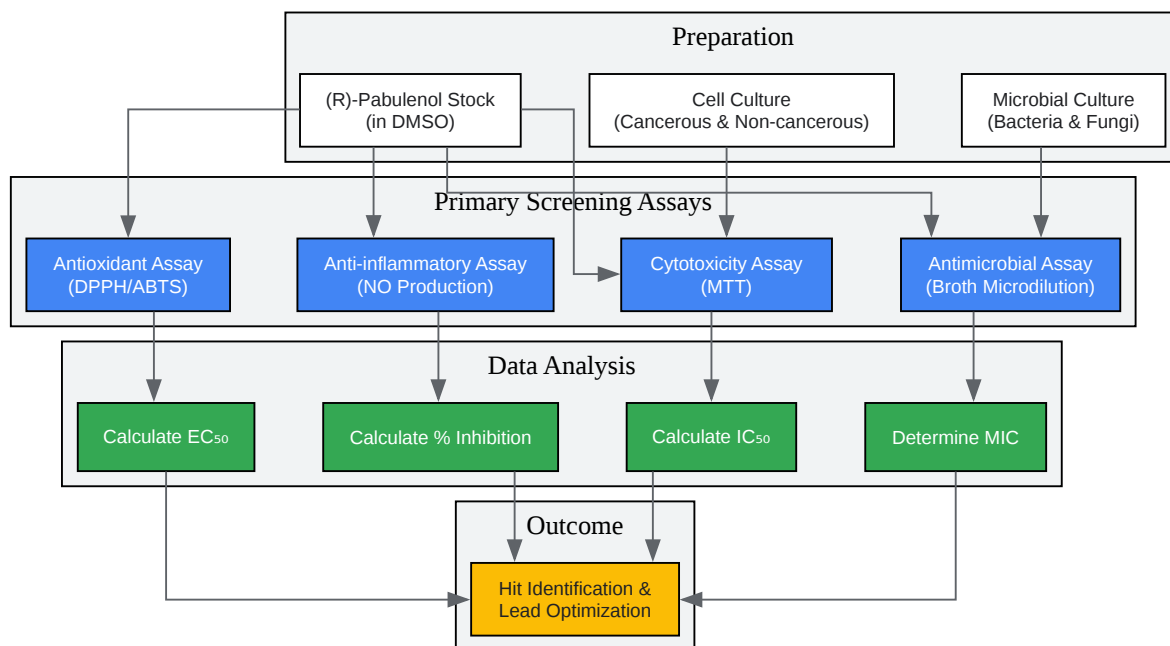 Preparation
(R)-Pabulenol Stock
(in DMSO)
Cell Culture
(Cancerous & Non-cancerous)
Microbial Culture
(Bacteria & Fungi)
Primary Screening Assays
Antioxidant Assay
(DPPH/ABTS)
Anti-inflammatory Assay
(NO Production)
Cytotoxicity Assay
(MTT)
Antimicrobial Assay
(Broth Microdilution)
Data Analysis
Calculate EC₅₀
Calculate % Inhibition
Calculate IC₅₀
Determine MIC
Outcome
Hit Identification &
Lead Optimization